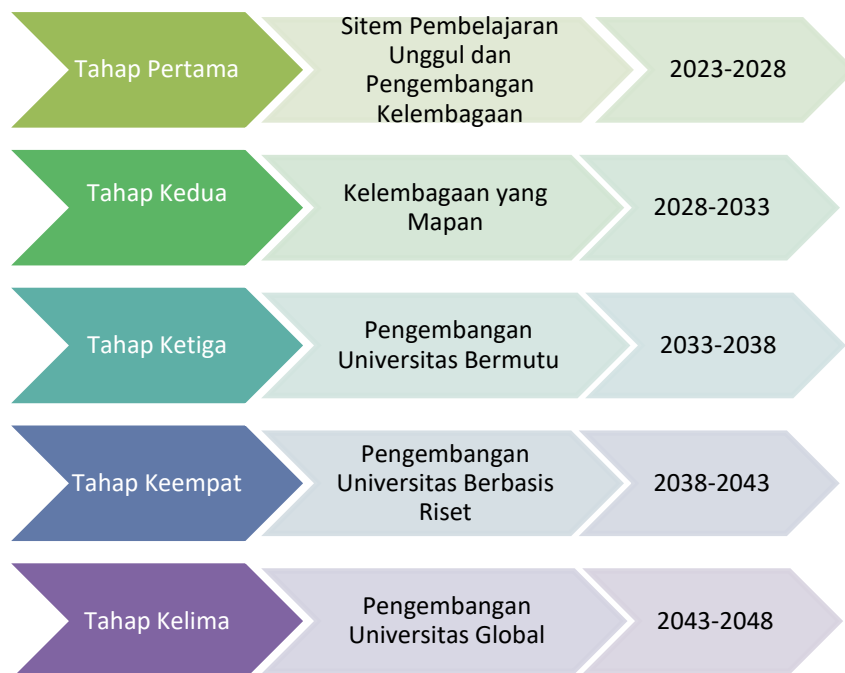 Tahap Pertama
Sitem Pembelajaran
Unggul dan
Pengembangan
Kelembagaan
2023-2028
Tahap Kedua
Kelembagaan yang
Mapan
2028-2033
Tahap Ketiga
Pengembangan
Universitas Bermutu
2033-2038
Tahap Keempat
Pengembangan
Universitas Berbasis
Riset
2038-2043
Tahap Kelima
Pengembangan
Universitas Global
2043-2048